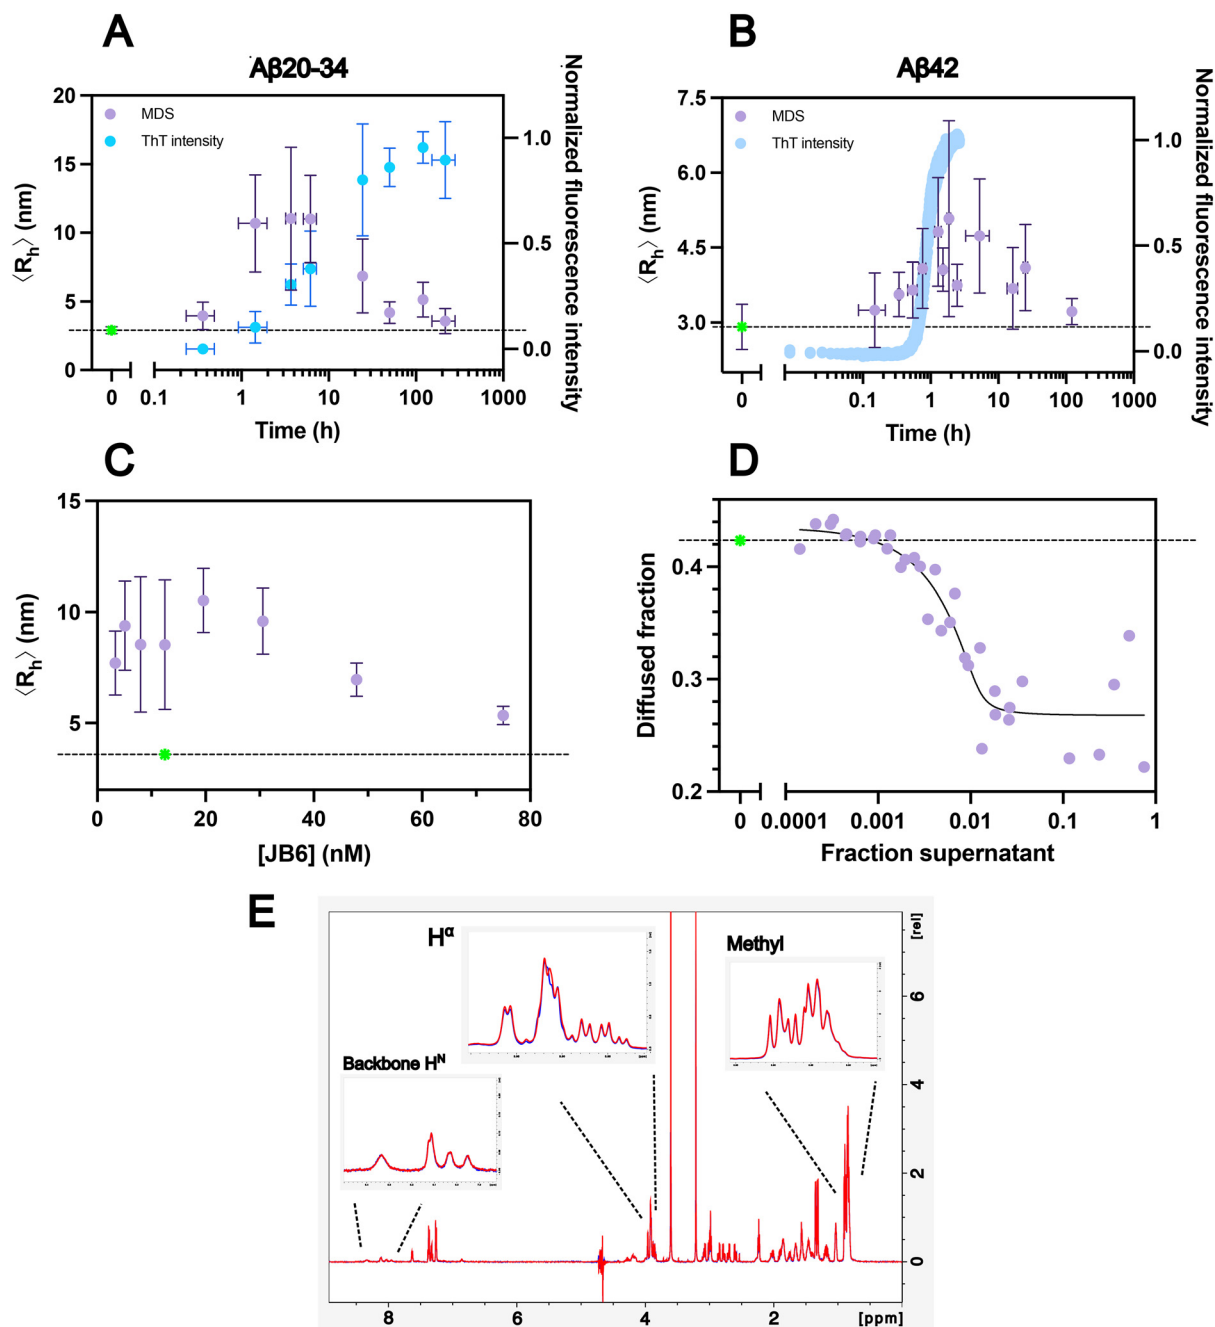 A
Aβ20-34
MDS
ThT intensity
20
15
10
5
0
⟨Rh⟩ (nm)
1.0
0.5
0.0
Normalized fluorescence intensity
0 0.1 1 10 100 1000
Time (h)
B
Aβ42
MDS
ThT intensity
7.5
6.0
4.5
3.0
⟨Rh⟩ (nm)
1.0
0.5
0.0
Normalized fluorescence intensity
0 0.1 1 10 100 1000
Time (h)
C
15
10
5
⟨Rh⟩ (nm)
0 20 40 60 80
[JB6] (nM)
D
0.4
0.3
0.2
Diffused fraction
0 0.0001 0.001 0.01 0.1 1
Fraction supernatant
E
Hα
Methyl
Backbone HN
[rel]
6
4
2
0
8 6 4 2 [ppm]